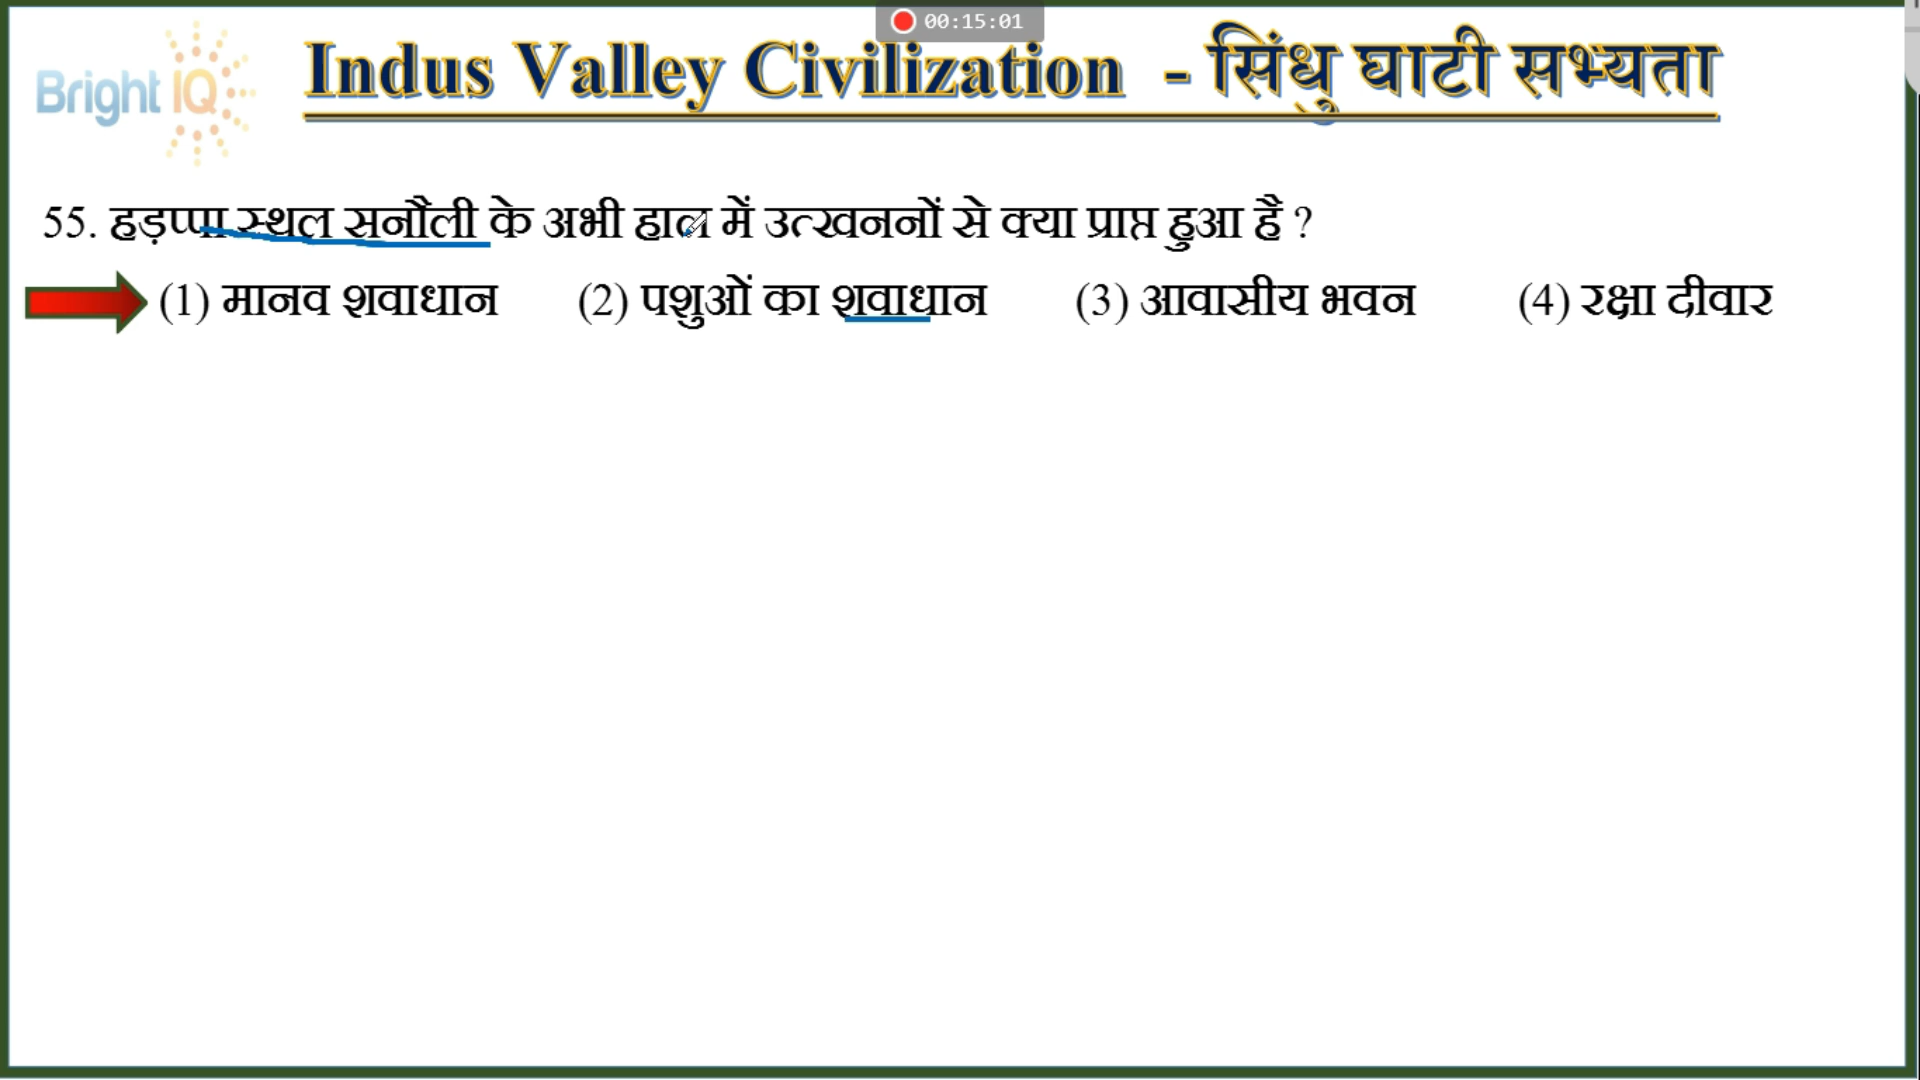 00:15:01
Bright IQ
Indus Valley Civilization - सिंधु घाटी सभ्यता
55. हड़प्पा स्थल सनौली के अभी हाल में उत्खननों से क्या प्राप्त हुआ है ?
(1) मानव शवाधान (2) पशुओं का शवाधान (3) आवासीय भवन (4) रक्षा दीवार